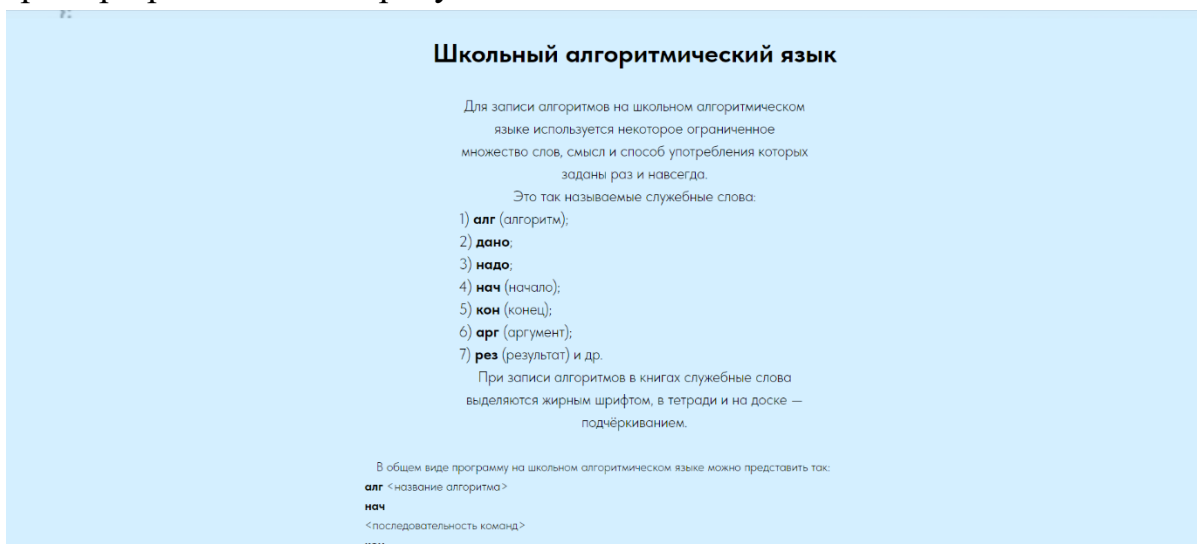 Школьный алгоритмический язык
Для записи алгоритмов на школьном алгоритмическом
языке используется некоторое ограниченное
множество слов, смысл и способ употребления которых
заданы раз и навсегда.
Это так называемые служебные слова:
1) алг (алгоритм);
2) дано;
3) надо;
4) нач (начало);
5) кон (конец);
6) арг (аргумент);
7) рез (результат) и др.
При записи алгоритмов в книгах служебные слова
выделяются жирным шрифтом, в тетради и на доске —
подчёркиванием.
В общем виде программу на школьном алгоритмическом языке можно представить так:
алг <название алгоритма>
нач
<последовательность команд>